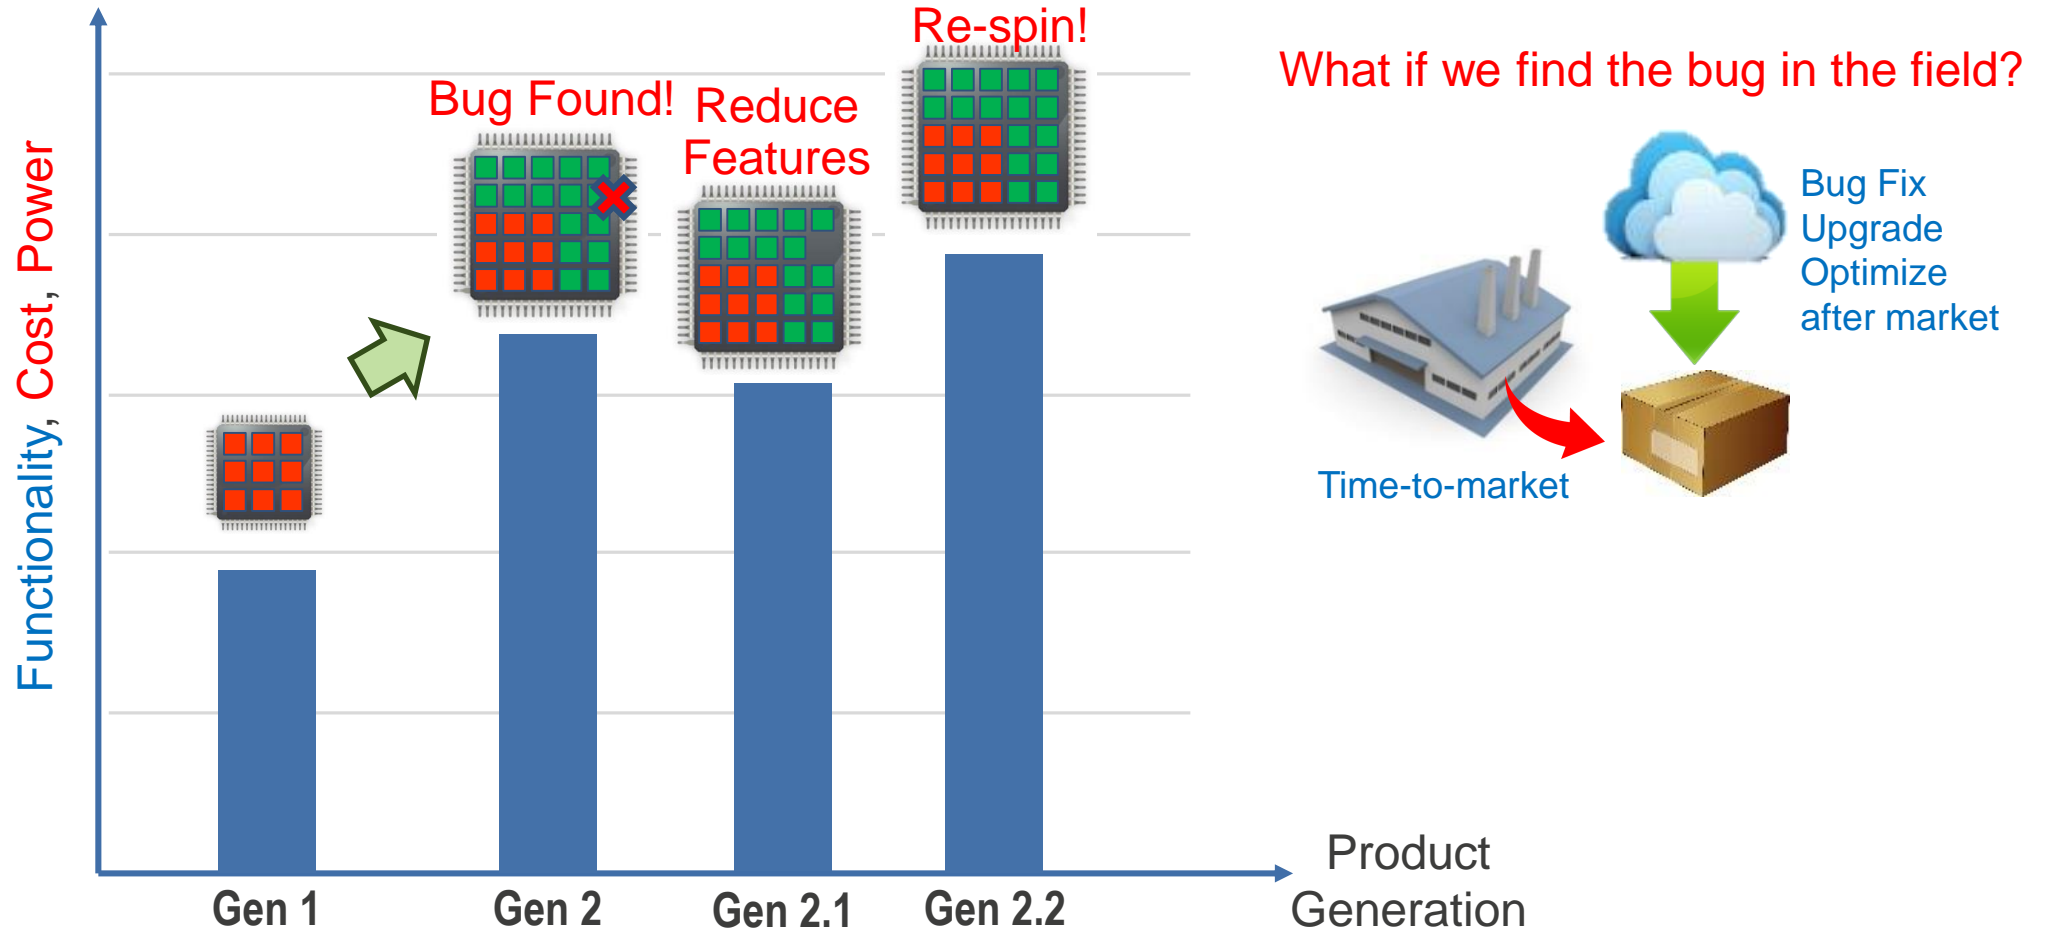 Functionality, Cost, Power
Re-spin!
Bug Found!
Reduce
Features
What if we find the bug in the field?
Bug Fix
Upgrade
Optimize
after market
Time-to-market
Gen 1
Gen 2
Gen 2.1
Gen 2.2
Product
Generation